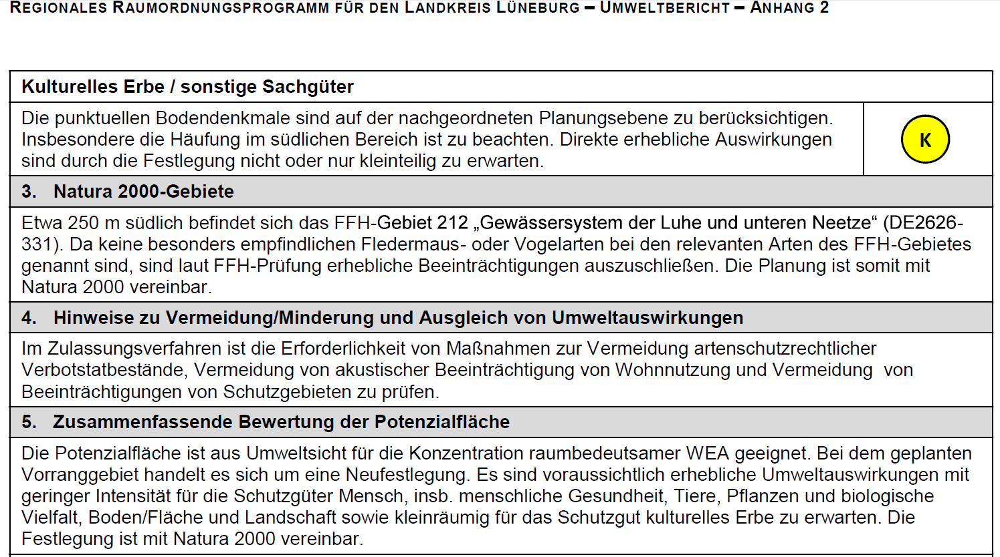 REGIONALES RAUMORDNUNGSPROGRAMM FÜR DEN LANDKREIS LÜNEBURG – UMWELTBERICHT – ANHANG 2
Kulturelles Erbe / sonstige Sachgüter
Die punktuellen Bodendenkmale sind auf der nachgeordneten Planungsebene zu berücksichtigen.
Insbesondere die Häufung im südlichen Bereich ist zu beachten. Direkte erhebliche Auswirkungen
sind durch die Festlegung nicht oder nur kleinteilig zu erwarten.
K
3. Natura 2000-Gebiete
Etwa 250 m südlich befindet sich das FFH-Gebiet 212 „Gewässersystem der Luhe und unteren Neetze“ (DE2626-
331). Da keine besonders empfindlichen Fledermaus- oder Vogelarten bei den relevanten Arten des FFH-Gebietes
genannt sind, sind laut FFH-Prüfung erhebliche Beeinträchtigungen auszuschließen. Die Planung ist somit mit
Natura 2000 vereinbar.
4. Hinweise zu Vermeidung/Minderung und Ausgleich von Umweltauswirkungen
Im Zulassungsverfahren ist die Erforderlichkeit von Maßnahmen zur Vermeidung artenschutzrechtlicher
Verbotstatbestände, Vermeidung von akustischer Beeinträchtigung von Wohnnutzung und Vermeidung von
Beeinträchtigungen von Schutzgebieten zu prüfen.
5. Zusammenfassende Bewertung der Potenzialfläche
Die Potenzialfläche ist aus Umweltsicht für die Konzentration raumbedeutsamer WEA geeignet. Bei dem geplanten
Vorranggebiet handelt es sich um eine Neufestlegung. Es sind voraussichtlich erhebliche Umweltauswirkungen mit
geringer Intensität für die Schutzgüter Mensch, insb. menschliche Gesundheit, Tiere, Pflanzen und biologische
Vielfalt, Boden/Fläche und Landschaft sowie kleinräumig für das Schutzgut kulturelles Erbe zu erwarten. Die
Festlegung ist mit Natura 2000 vereinbar.